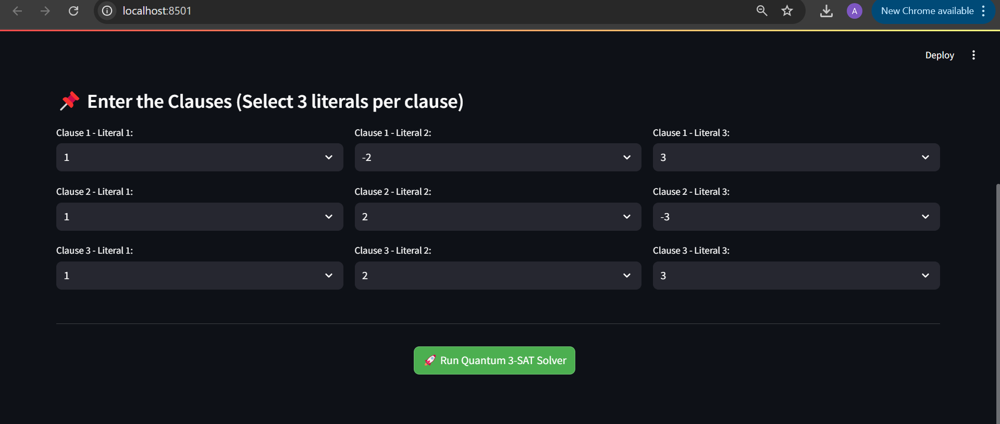 localhost:8501
A
New Chrome available
Deploy
Enter the Clauses (Select 3 literals per clause)
Clause 1 - Literal 1:
Clause 1 - Literal 2:
Clause 1 - Literal 3:
1
-2
3
Clause 2 - Literal 1:
Clause 2 - Literal 2:
Clause 2 - Literal 3:
1
2
-3
Clause 3 - Literal 1:
Clause 3 - Literal 2:
Clause 3 - Literal 3:
1
2
3
Run Quantum 3-SAT Solver